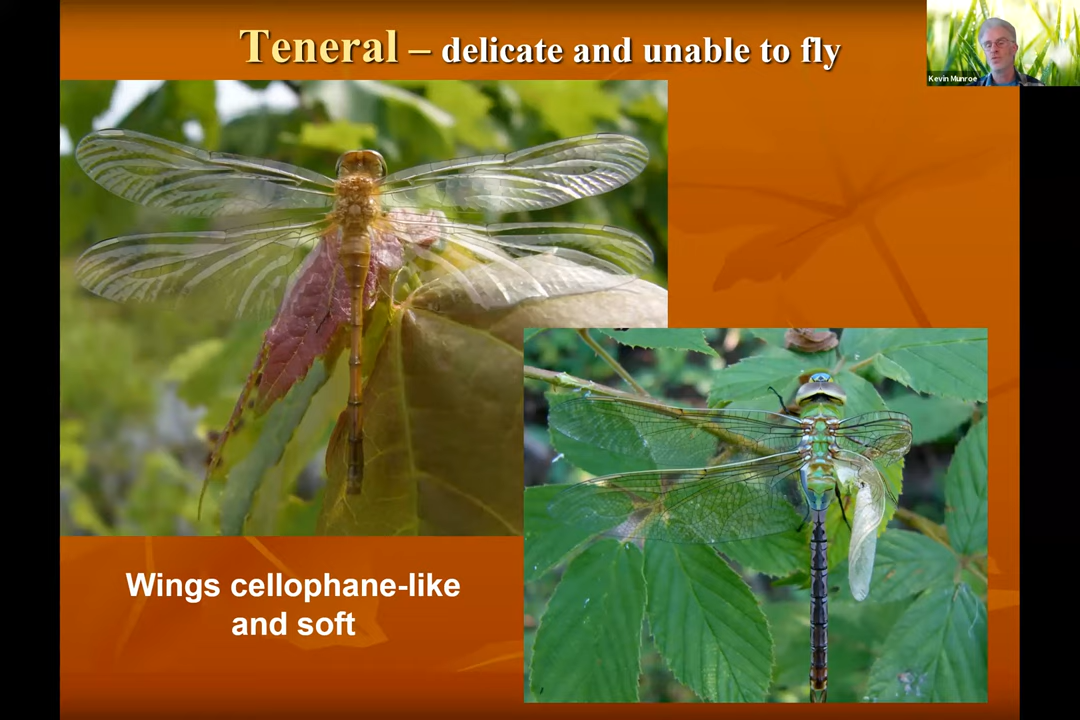 Teneral – delicate and unable to fly
Kevin Munroe
Wings cellophane-like
and soft